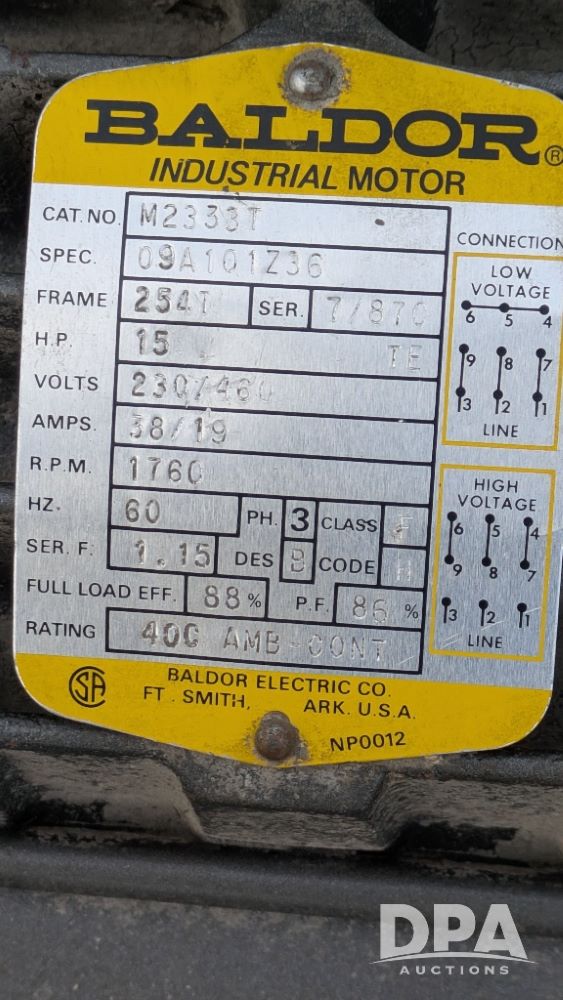 BALDOR®
INDUSTRIAL MOTOR
CAT. NO. M2333T
SPEC. 09A101Z36
FRAME 254T SER. 7/87C
H.P. 15 TE
VOLTS 230/460
AMPS. 38/19
R.P.M. 1760
HZ. 60 PH. 3 CLASS F
SER. F. 1.15 DES B CODE H
FULL LOAD EFF. 88 % P.F. 86 %
RATING 40C AMB-CONT
CONNECTION
LOW
VOLTAGE
6 5 4
9 8 7
3 2 1
LINE
HIGH
VOLTAGE
6 5 4
9 8 7
3 2 1
LINE
SA
BALDOR ELECTRIC CO.
FT. SMITH, ARK. U.S.A.
NP0012
DPA
AUCTIONS